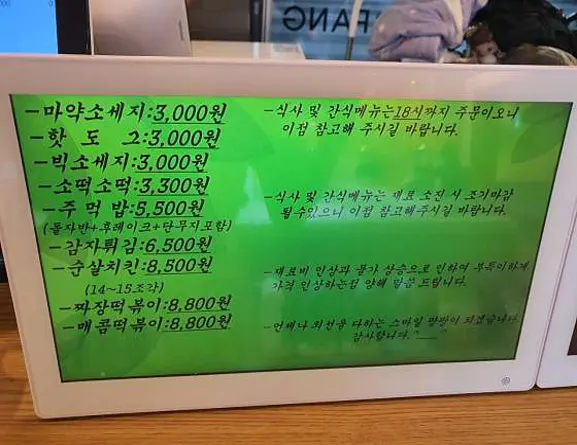 FANG
-마약소세지:3,000원
-핫 도 그:3,000원
-빅소세지:3,000원
-소떡소떡:3,300원
-주 먹 밥:5,500원
(돌자반+후레이크+단무지포함)
-감자튀김:6,500원
-순살치킨:8,500원
(14~15조각)
-짜장떡볶이:8,800원
-매콤떡볶이:8,800원
-식사 및 간식메뉴는18시까지 주문이오니
이점 참고해 주시길 바랍니다.
-식사 및 간식메뉴는 재료 소진 시 조기마감
될수있으니 이점 참고해주시길 바랍니다.
-재료비 인상과 물가 상승으로 인하여 부득이하게
가격 인상하는점 양해 말씀 드립니다.
-언제나 최선을 다하는 스마일 팡팡이 되겠습니다.
감사합니다. ^___^